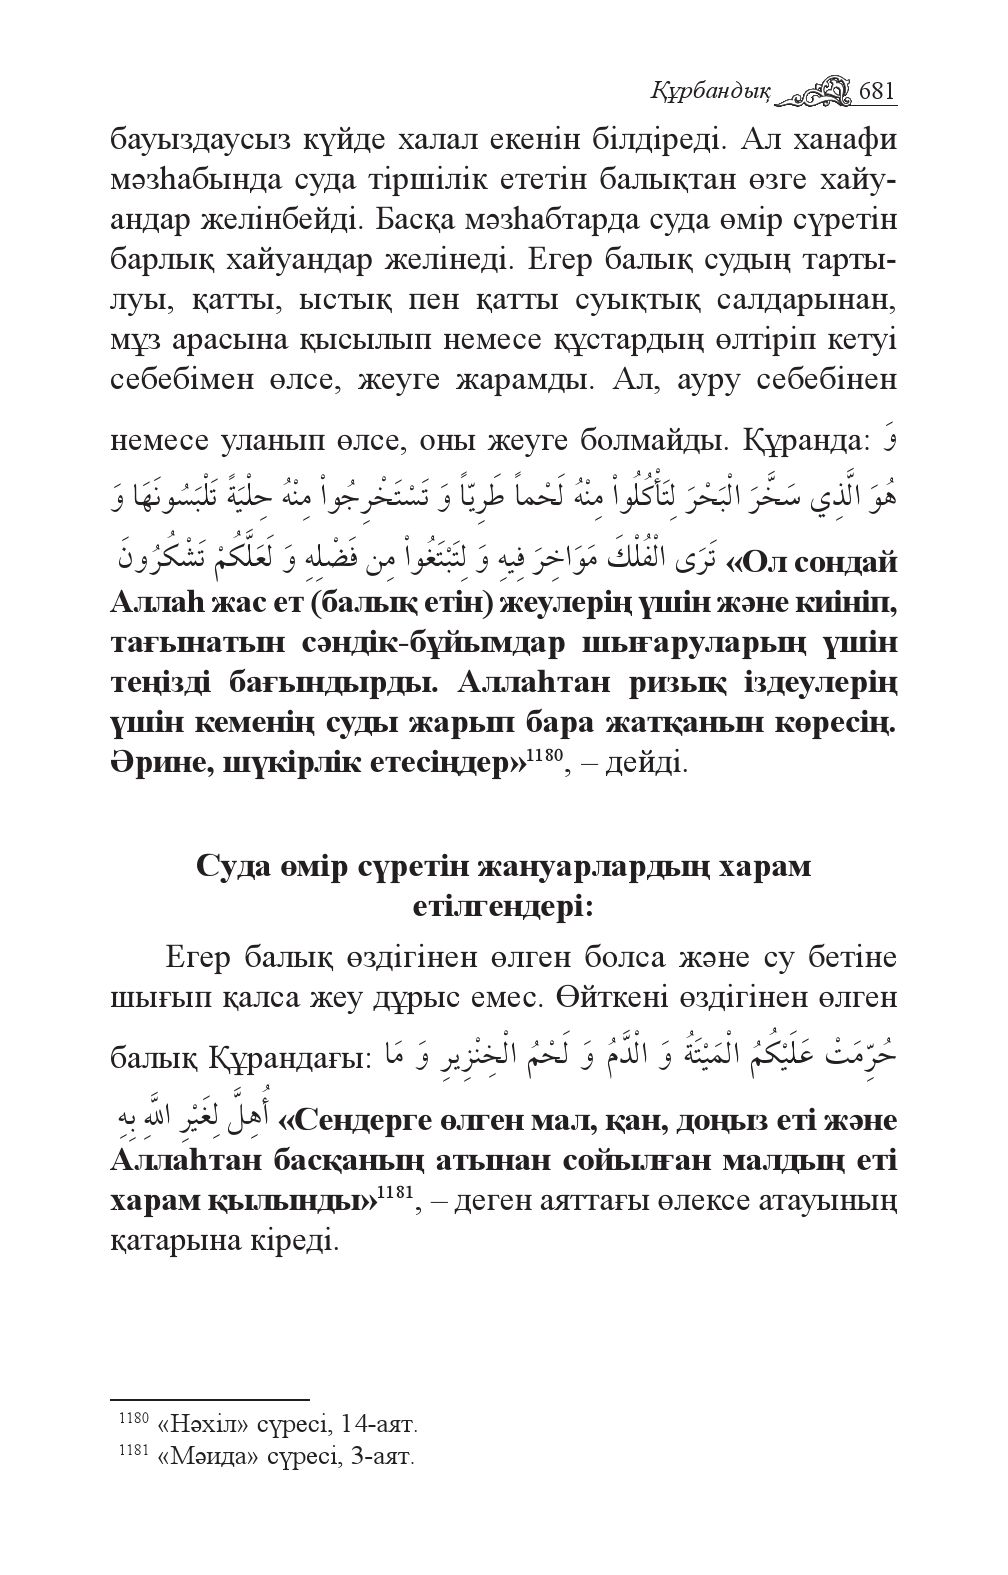 Құрбандық 681
бауыздаусыз күйде халал екенін білдіреді. Ал ханафи
мәзһабында суда тіршілік ететін балықтан өзге хайу-
андар желінбейді. Басқа мәзһабтарда суда өмір сүретін
барлық хайуандар желінеді. Егер балық судың тарты-
луы, қатты, ыстық пен қатты суықтық салдарынан,
мұз арасына қысылып немесе құстардың өлтіріп кетуі
себебімен өлсе, жеуге жарамды. Ал, ауру себебінен
немесе уланып өлсе, оны жеуге болмайды. Құранда: وَ
هُوَ الَّذِي سَخَّرَ الْبَحْرَ لِتَأْكُلُواْ مِنْهُ لَحْماً طَرِيّاً وَ تَسْتَخْرِجُواْ مِنْهُ حِلْيَةً تَلْبَسُونَهَا وَ
تَرَى الْفُلْكَ مَوَاخِرَ فِيهِ وَ لِتَبْتَغُواْ مِن فَضْلِهِ وَ لَعَلَّكُمْ تَشْكُرُونَ «Ол сондай
Аллаһ жас ет (балық етін) жеулерің үшін және киініп,
тағынатын сәндік-бұйымдар шығаруларың үшін
теңізді бағындырды. Аллаһтан ризық іздеулерің
үшін кеменің суды жарып бара жатқанын көресің.
Әрине, шүкірлік етесіңдер»1180, – дейді.
Суда өмір сүретін жануарлардың харам
етілгендері:
Егер балық өздігінен өлген болса және су бетіне
шығып қалса жеу дұрыс емес. Өйткені өздігінен өлген
балық Құрандағы: حُرِّمَتْ عَلَيْكُمُ الْمَيْتَةُ وَ الْدَّمُ وَ لَحْمُ الْخِنْزِيرِ وَ مَا
أُهِلَّ لِغَيْرِ اللَّهِ بِهِ «Сендерге өлген мал, қан, доңыз еті және
Аллаһтан басқаның атынан сойылған малдың еті
харам қылынды»1181, – деген аяттағы өлексе атауының
қатарына кіреді.
1180 «Нәхіл» сүресі, 14-аят.
1181 «Мәида» сүресі, 3-аят.